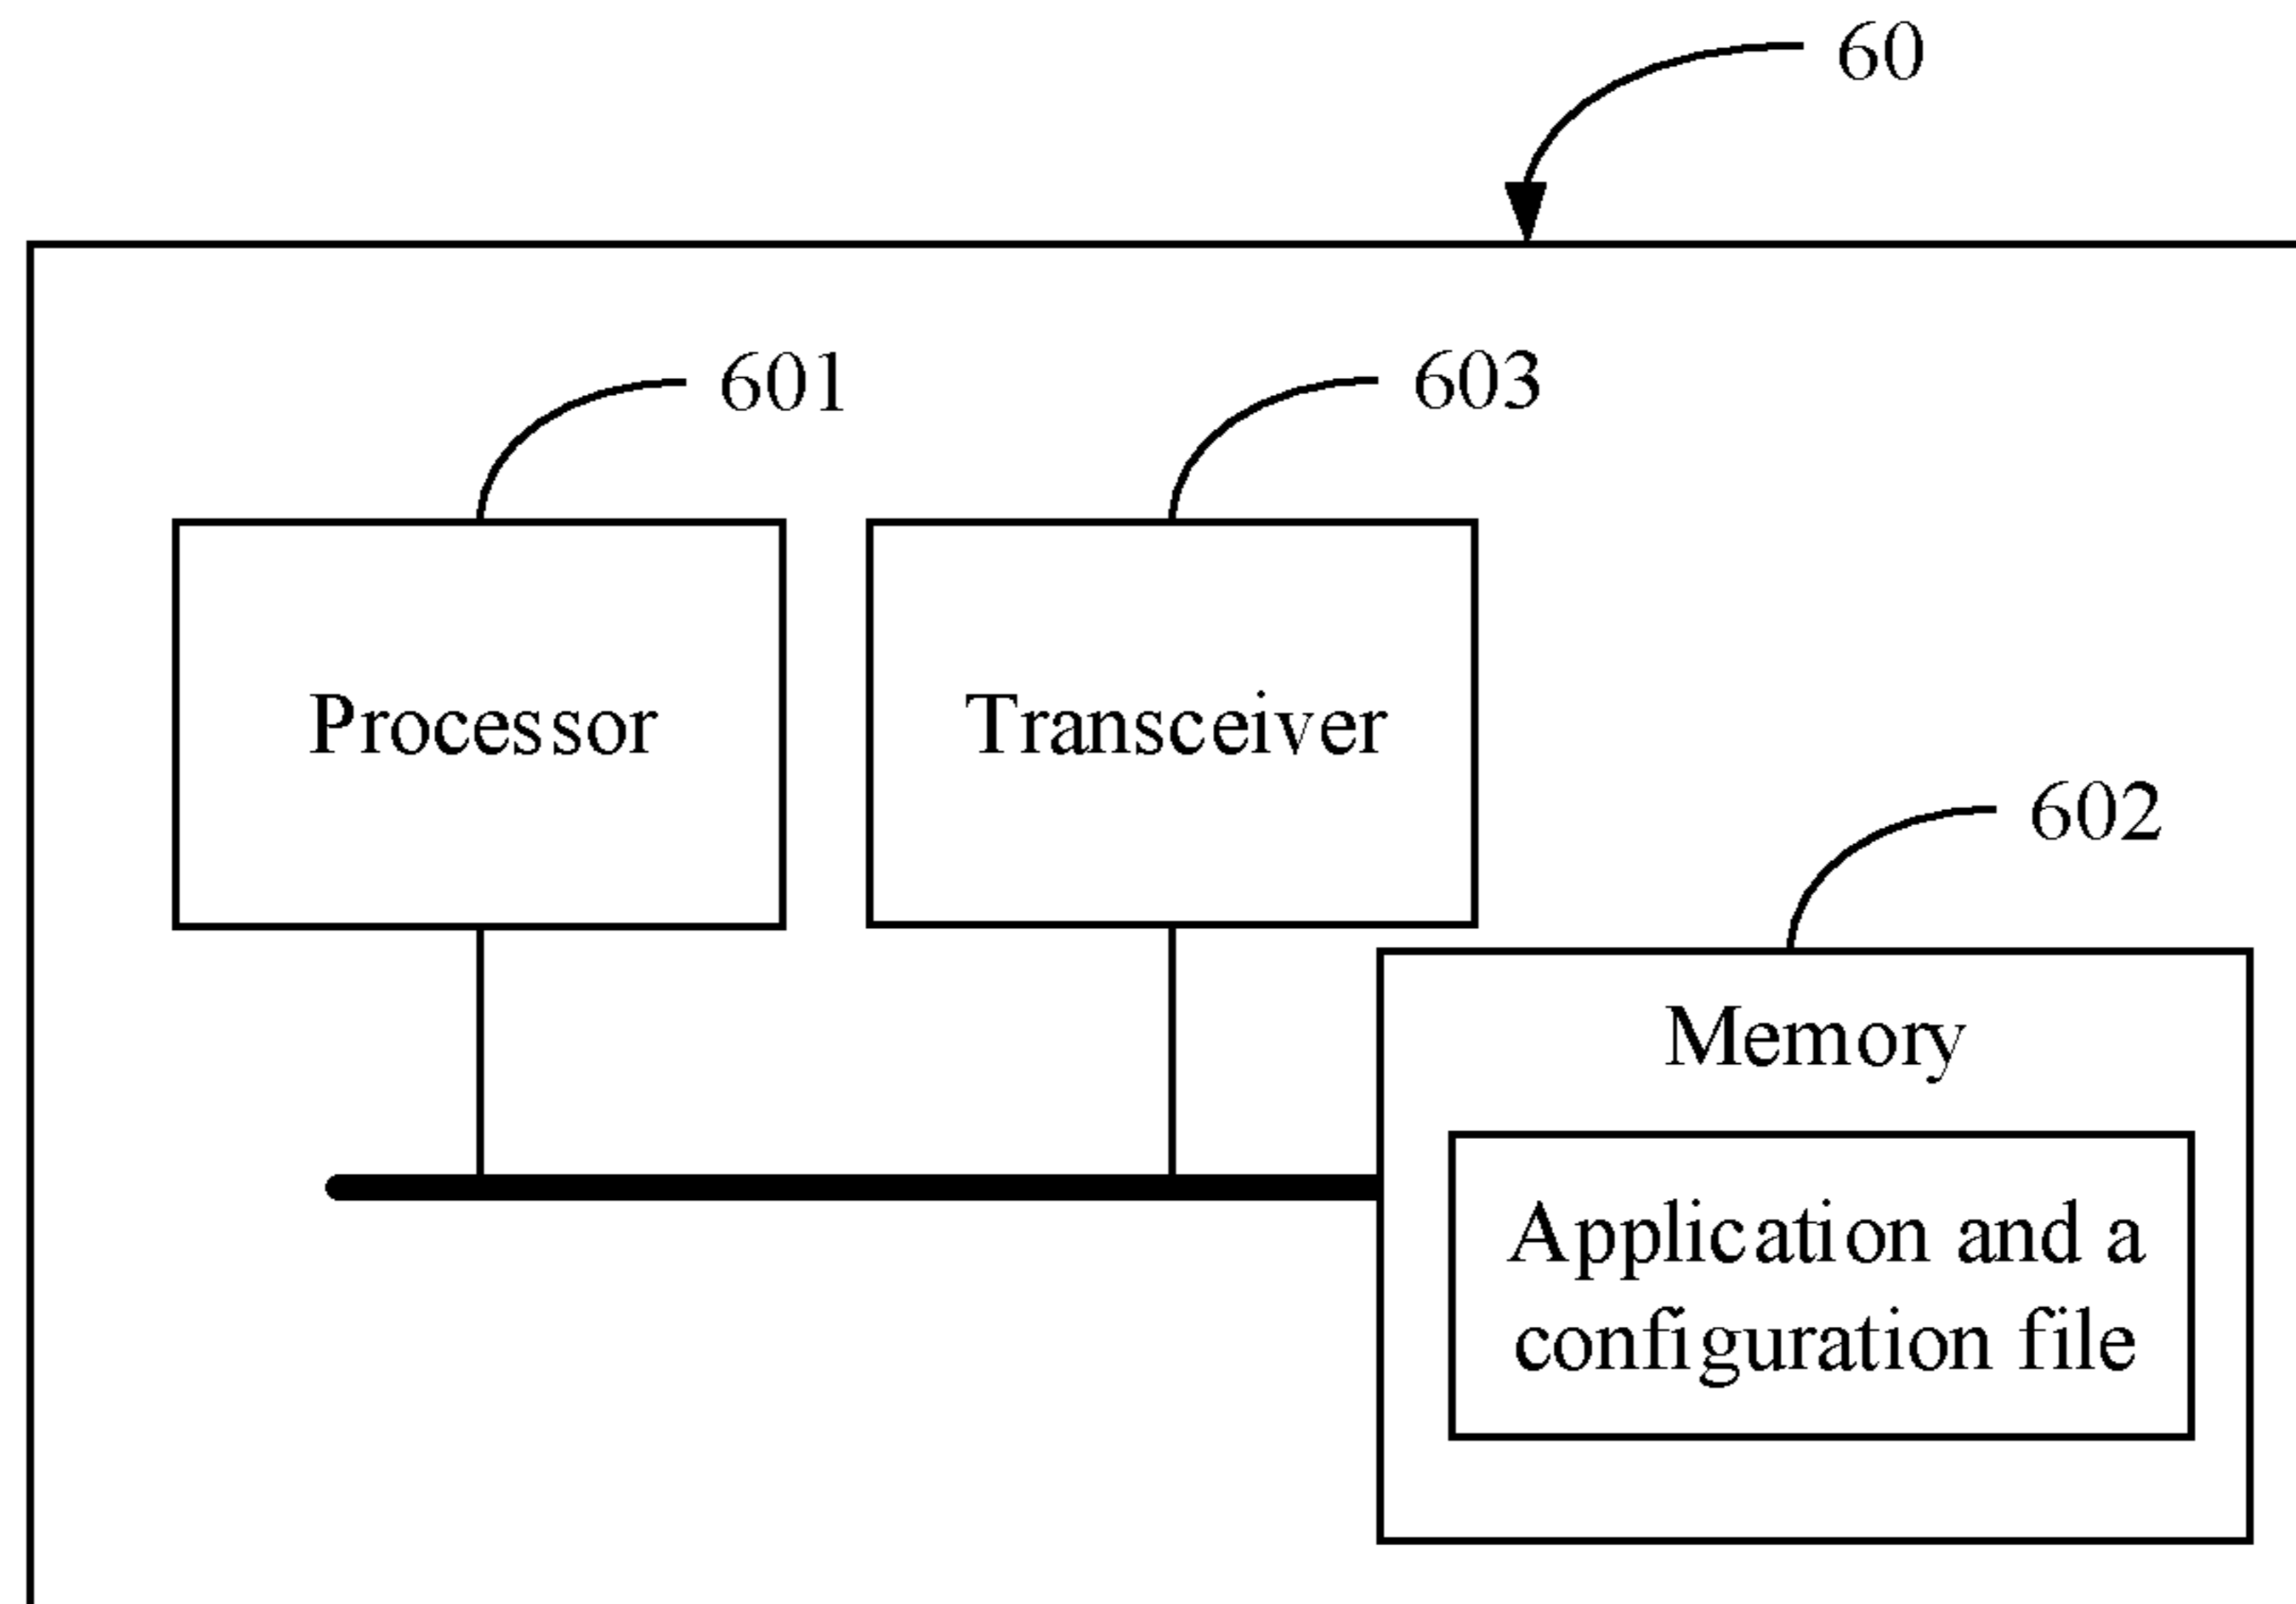 60
601
603
Processor
Transceiver
602
Memory
Application and a
configuration file